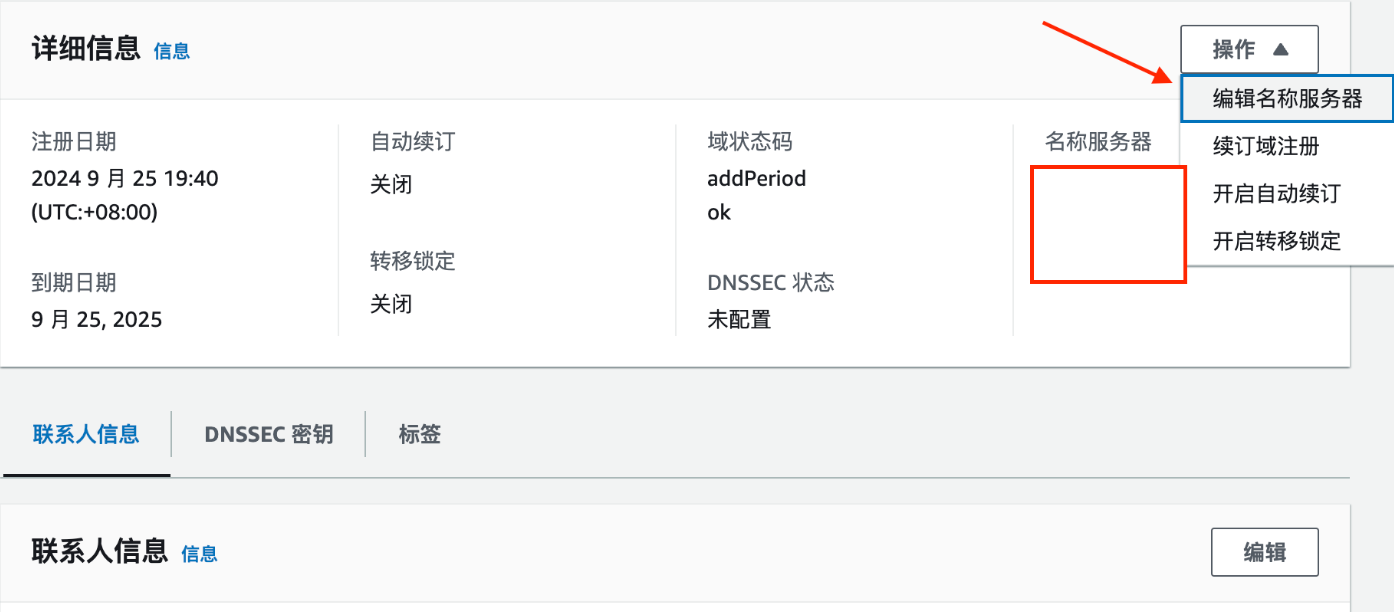 详细信息 信息
操作
编辑名称服务器
续订域注册
开启自动续订
开启转移锁定
注册日期
2024 9 月 25 19:40
(UTC:+08:00)
到期日期
9 月 25, 2025
自动续订
关闭
转移锁定
关闭
域状态码
addPeriod
ok
DNSSEC 状态
未配置
名称服务器
联系人信息
DNSSEC 密钥
标签
联系人信息 信息
编辑